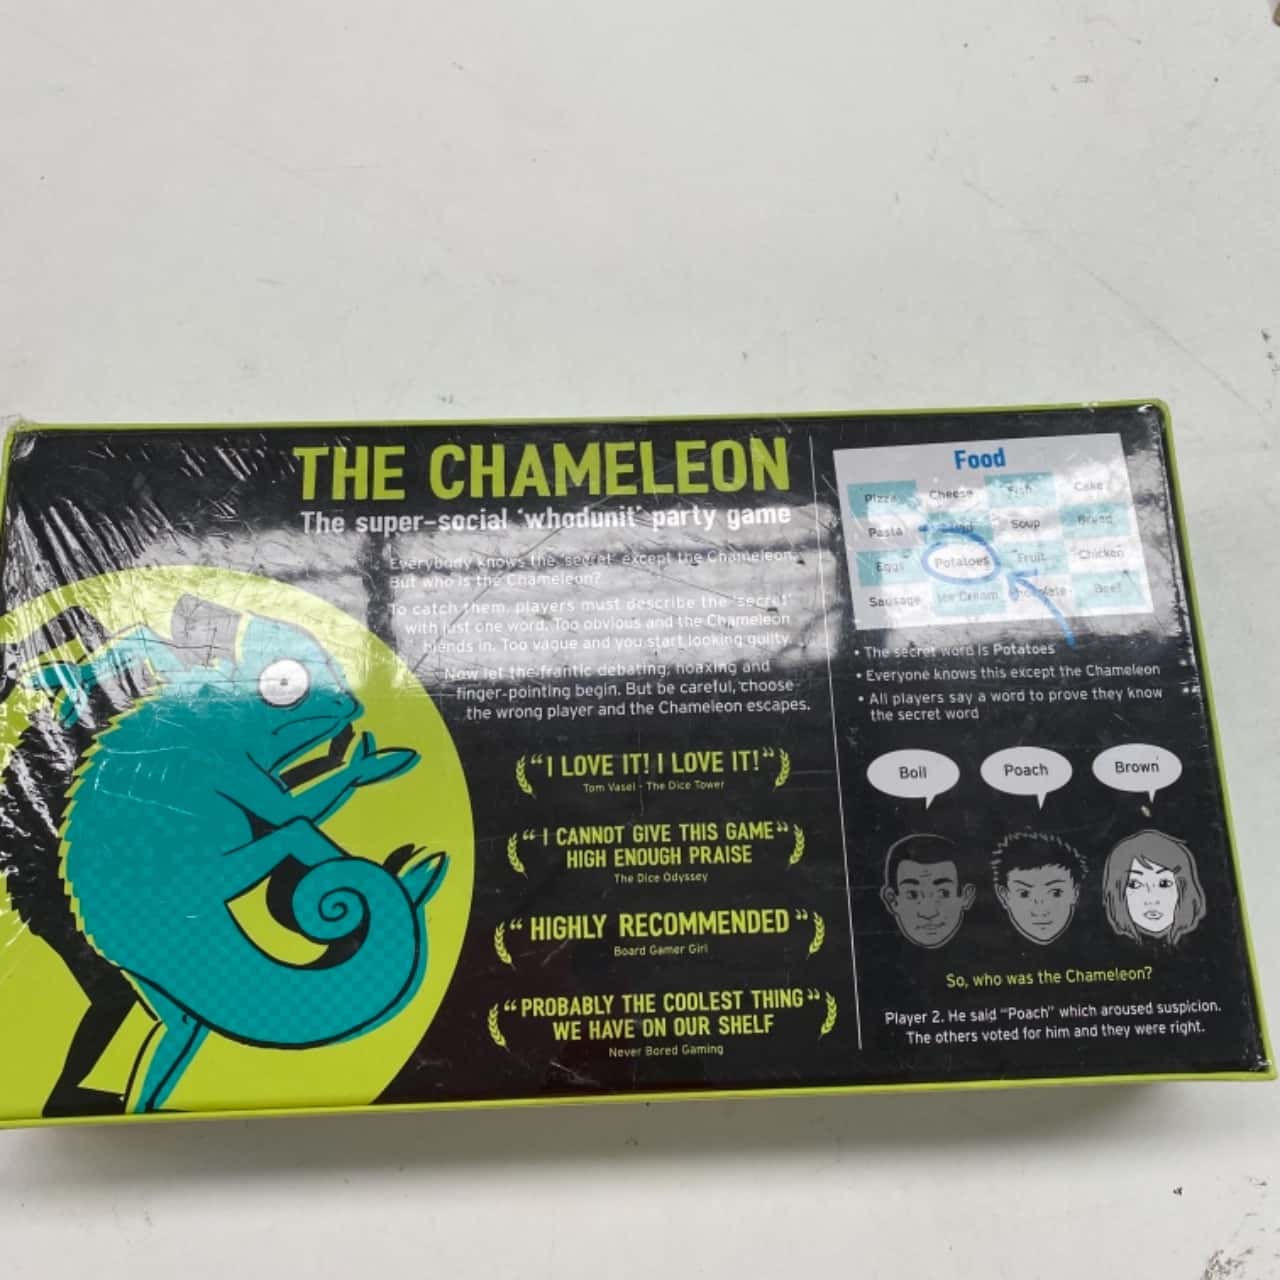 THE CHAMELEON
The super-social 'whodunit' party game
Everybody knows the 'secret' except the Chameleon.
But who is the Chameleon?
To catch them, players must describe the 'secret'
with just one word. Too obvious and the Chameleon
blends in. Too vague and you start looking guilty.
Now let the frantic debating, hoaxing and
finger-pointing begin. But be careful, choose
the wrong player and the Chameleon escapes.
“I LOVE IT! I LOVE IT!”
Tom Vasel - The Dice Tower
“I CANNOT GIVE THIS GAME”
HIGH ENOUGH PRAISE
The Dice Odyssey
“HIGHLY RECOMMENDED”
Board Gamer Girl
“PROBABLY THE COOLEST THING”
WE HAVE ON OUR SHELF
Never Bored Gaming
Food
Pizza Cheese Fish Cake
Pasta Soup Bread
Eggs Potatoes Fruit Chicken
Sausage Ice Cream Chocolate Beef
• The secret word is Potatoes
• Everyone knows this except the Chameleon
• All players say a word to prove they know
the secret word
Boil Poach Brown
So, who was the Chameleon?
Player 2. He said “Poach” which aroused suspicion.
The others voted for him and they were right.